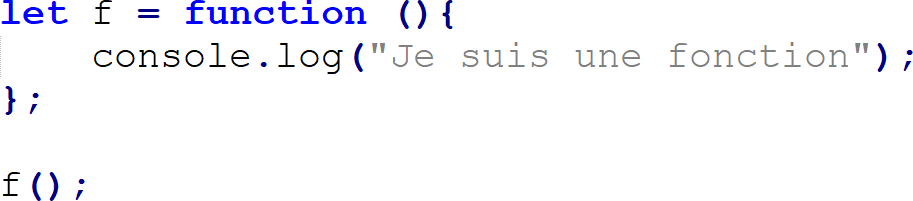 let f = function (){
    console.log("Je suis une fonction");
};
f();